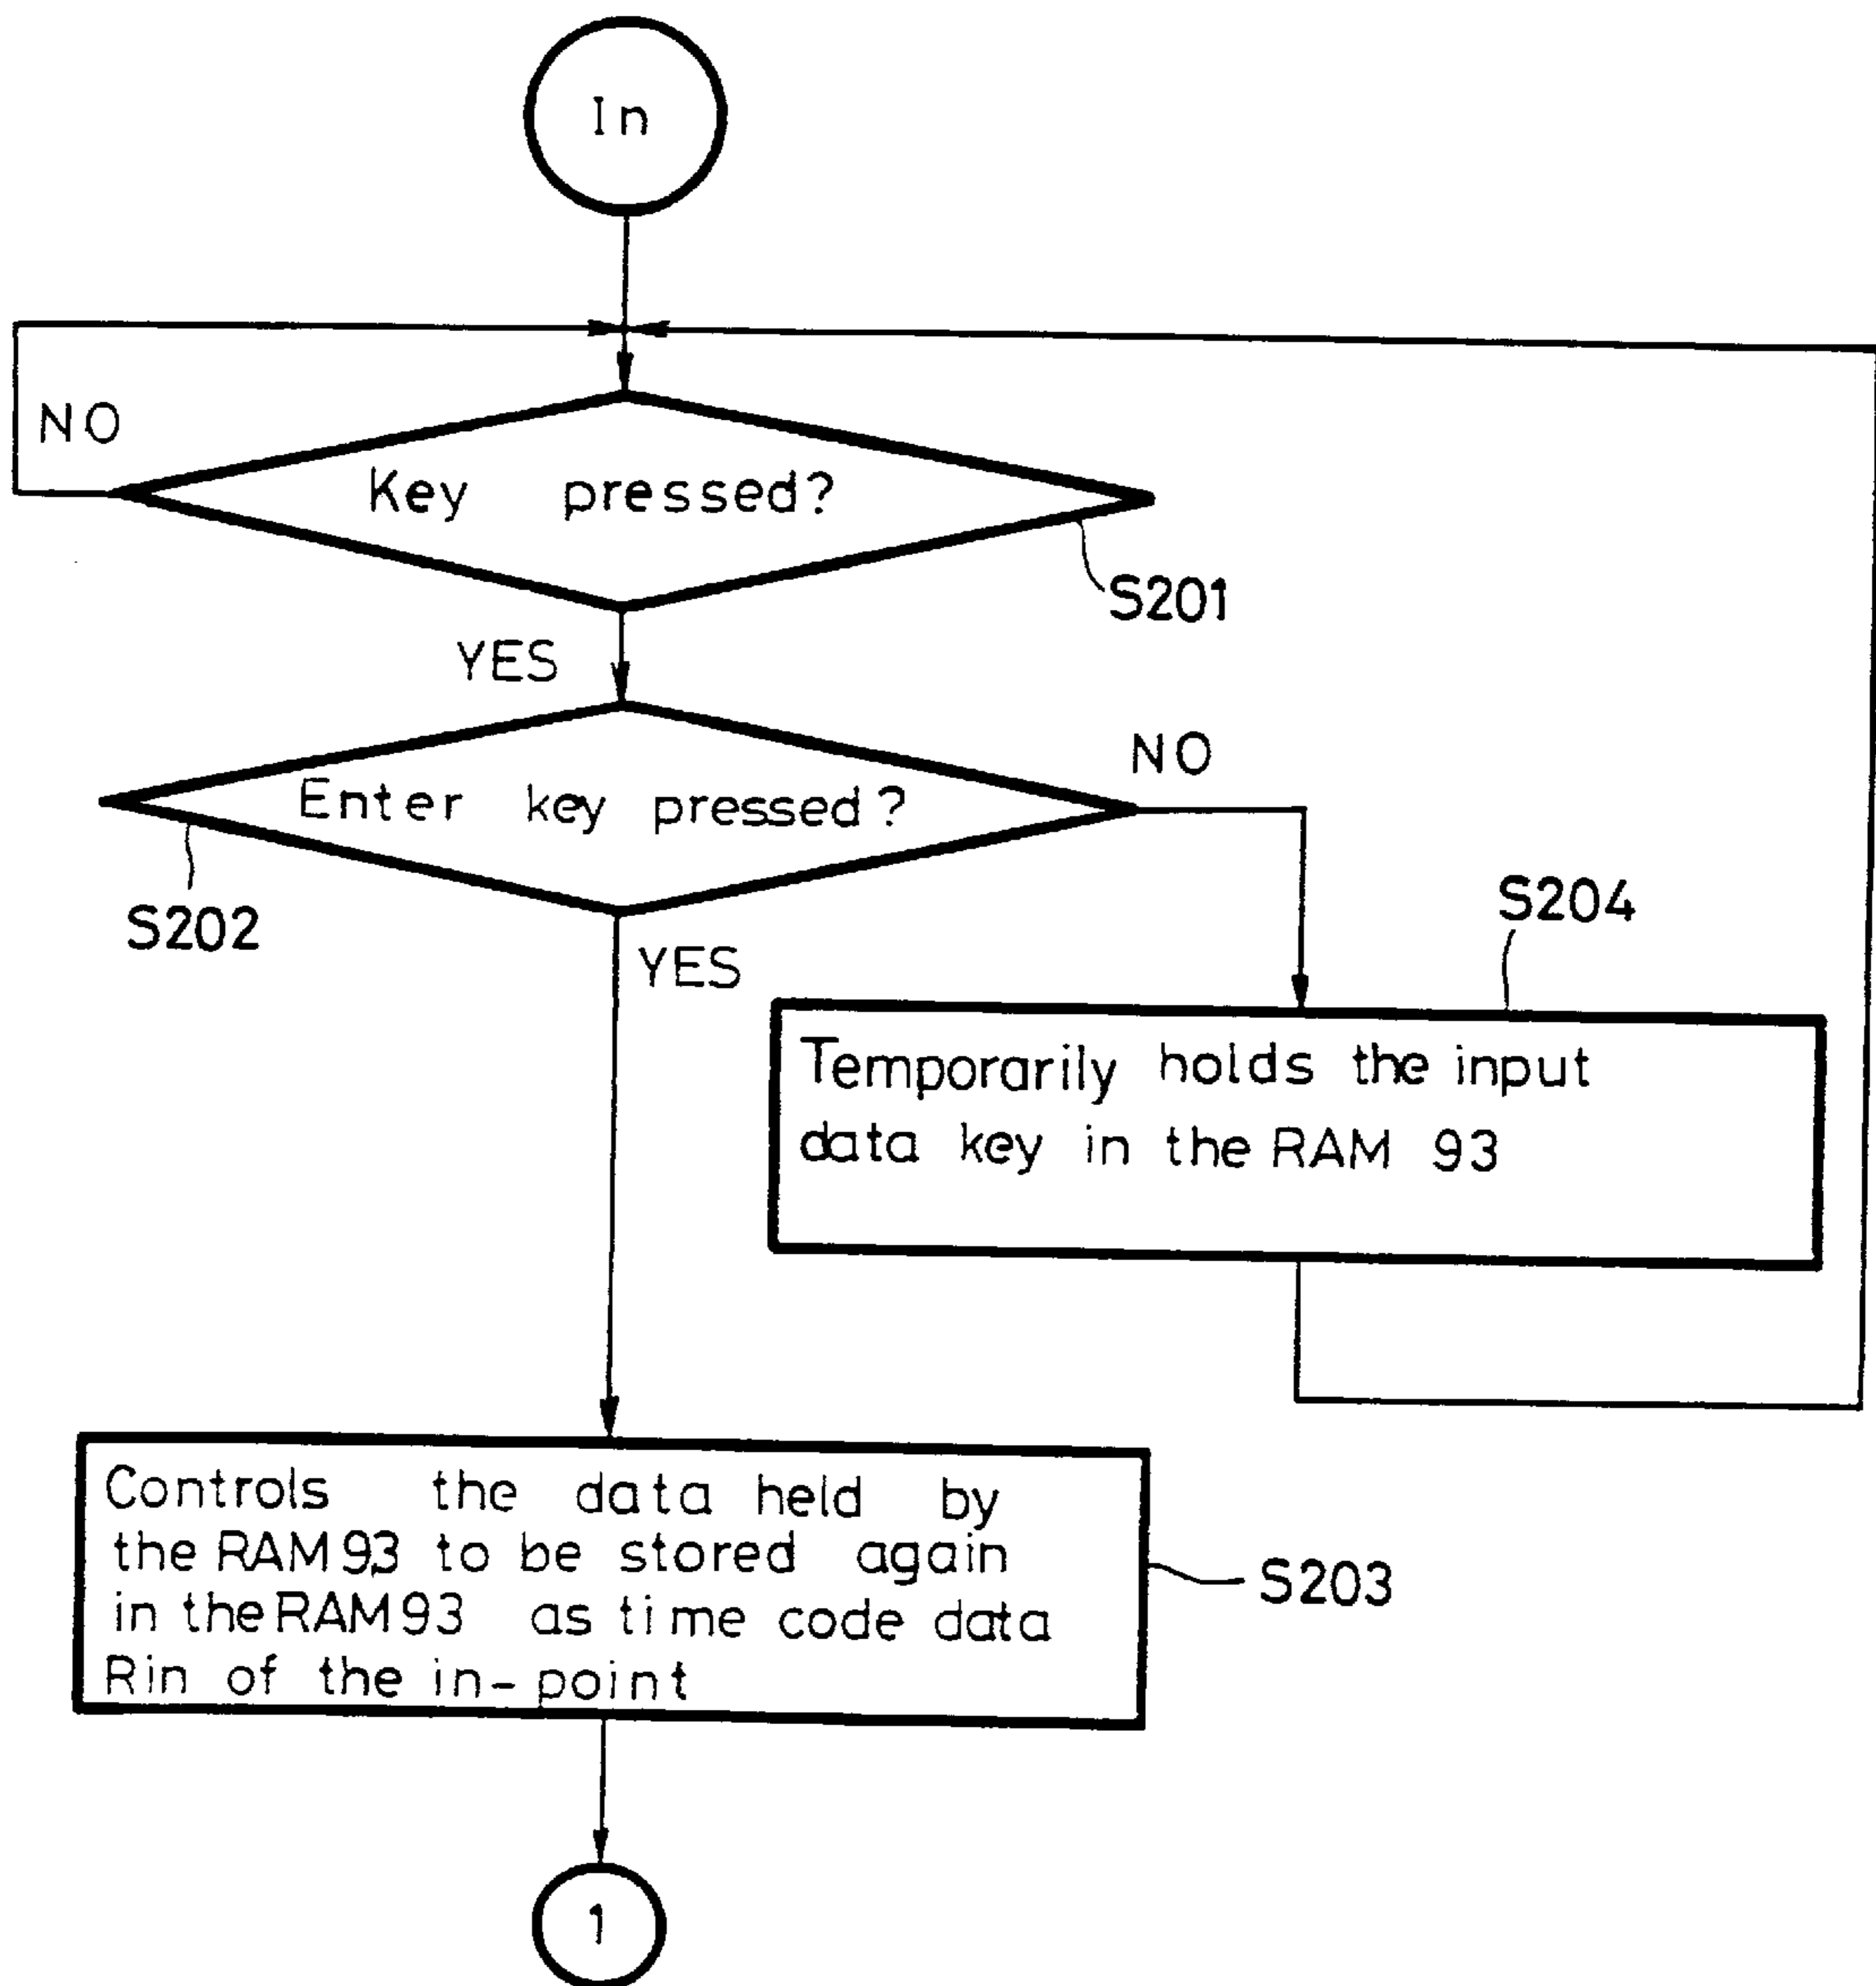 In
NO
Key pressed?
S201
YES
NO
Enter key pressed?
S202
YES
S204
Temporarily holds the input
data key in the RAM 93
Controls the data held by
the RAM 93 to be stored again
in the RAM 93 as time code data
Rin of the in-point
S203
1